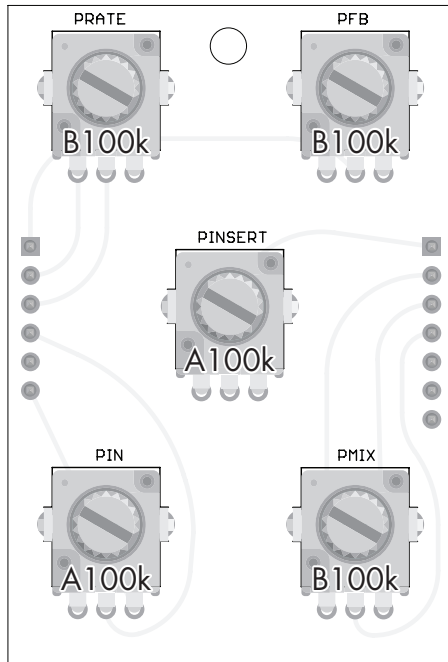 PRATE
PFB
B100k
B100k
PINSERT
A100k
PIN
PMIX
A100k
B100k